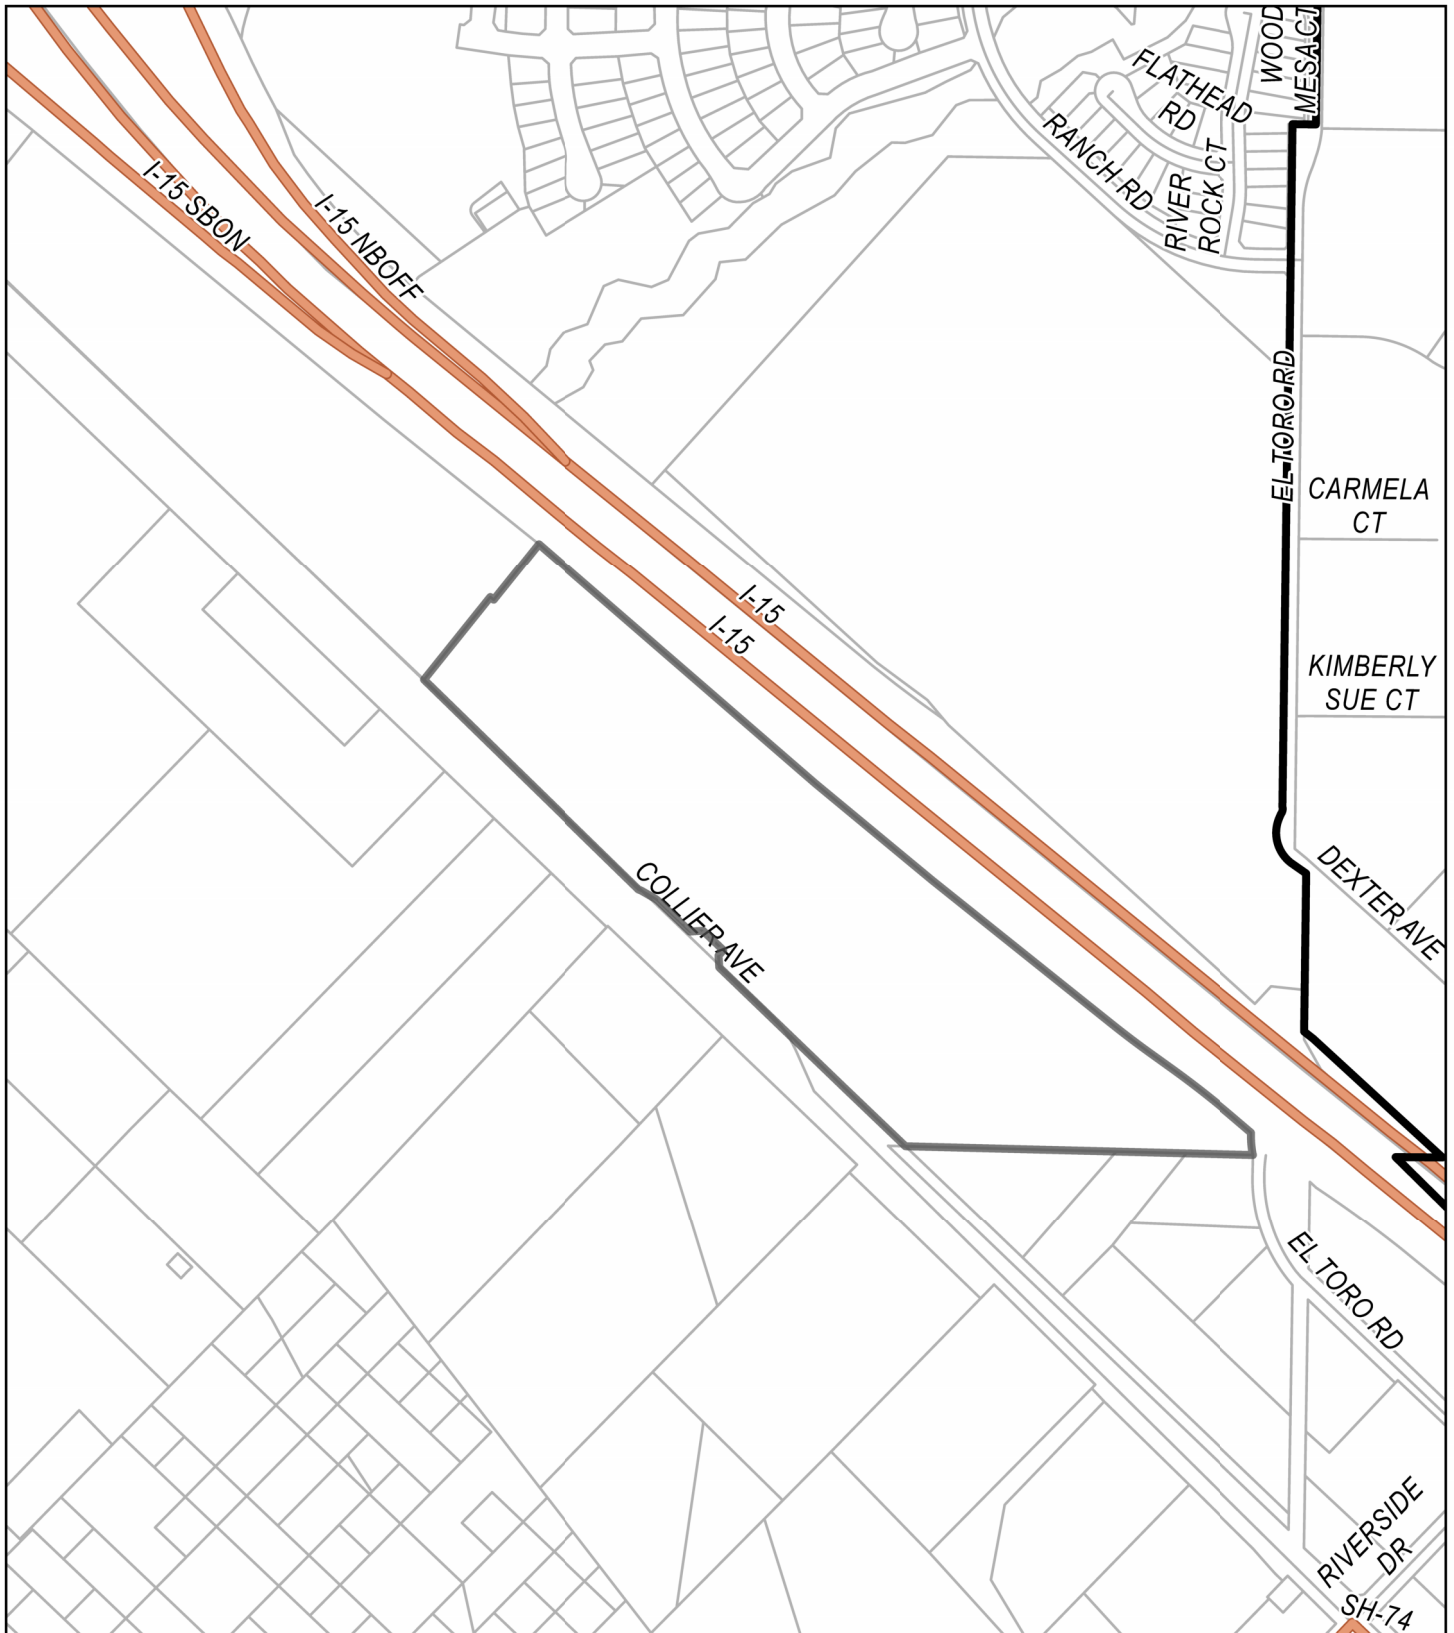 WOOD
MESA CT
FLATHEAD
RD
RANCH RD
RIVER
ROCK CT
I-15 SBON
I-15 NBOFF
EL TORO RD
CARMELA
CT
I-15
I-15
KIMBERLY
SUE CT
COLLIER AVE
DEXTER AVE
EL TORO RD
RIVERSIDE
DR
SH-74